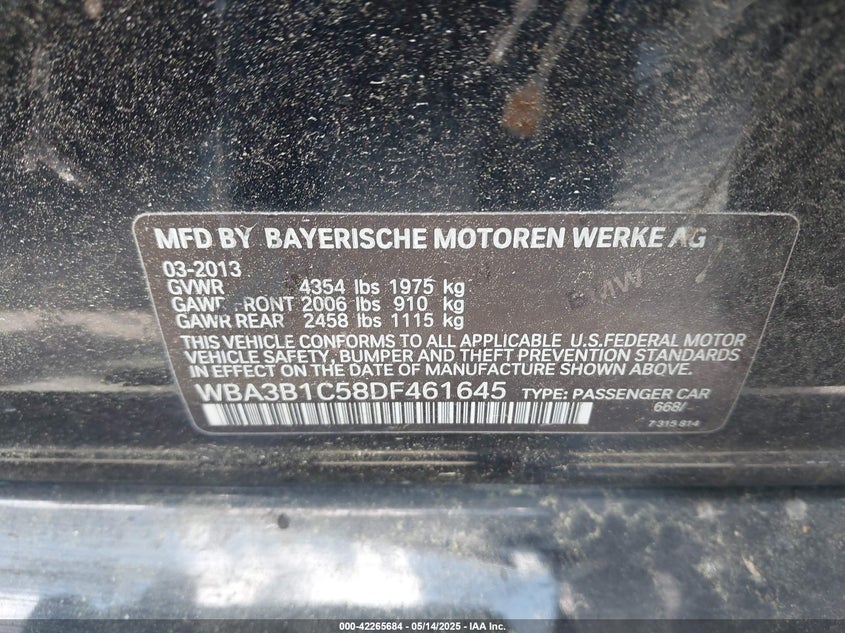 MFD BY BAYERISCHE MOTOREN WERKE AG
03-2013
GVWR 4354 lbs 1975 kg
GAWR FRONT 2006 lbs 910 kg
GAWR REAR 2458 lbs 1115 kg
THIS VEHICLE CONFORMS TO ALL APPLICABLE U.S.FEDERAL MOTOR
VEHICLE SAFETY, BUMPER AND THEFT PREVENTION STANDARDS
IN EFFECT ON THE DATE OF MANUFACTURE SHOWN ABOVE.
WBA3B1C58DF461645 TYPE: PASSENGER CAR
668/
7 315 814
BMW
000-42265684 / 05/14/2025 / IAA Inc.